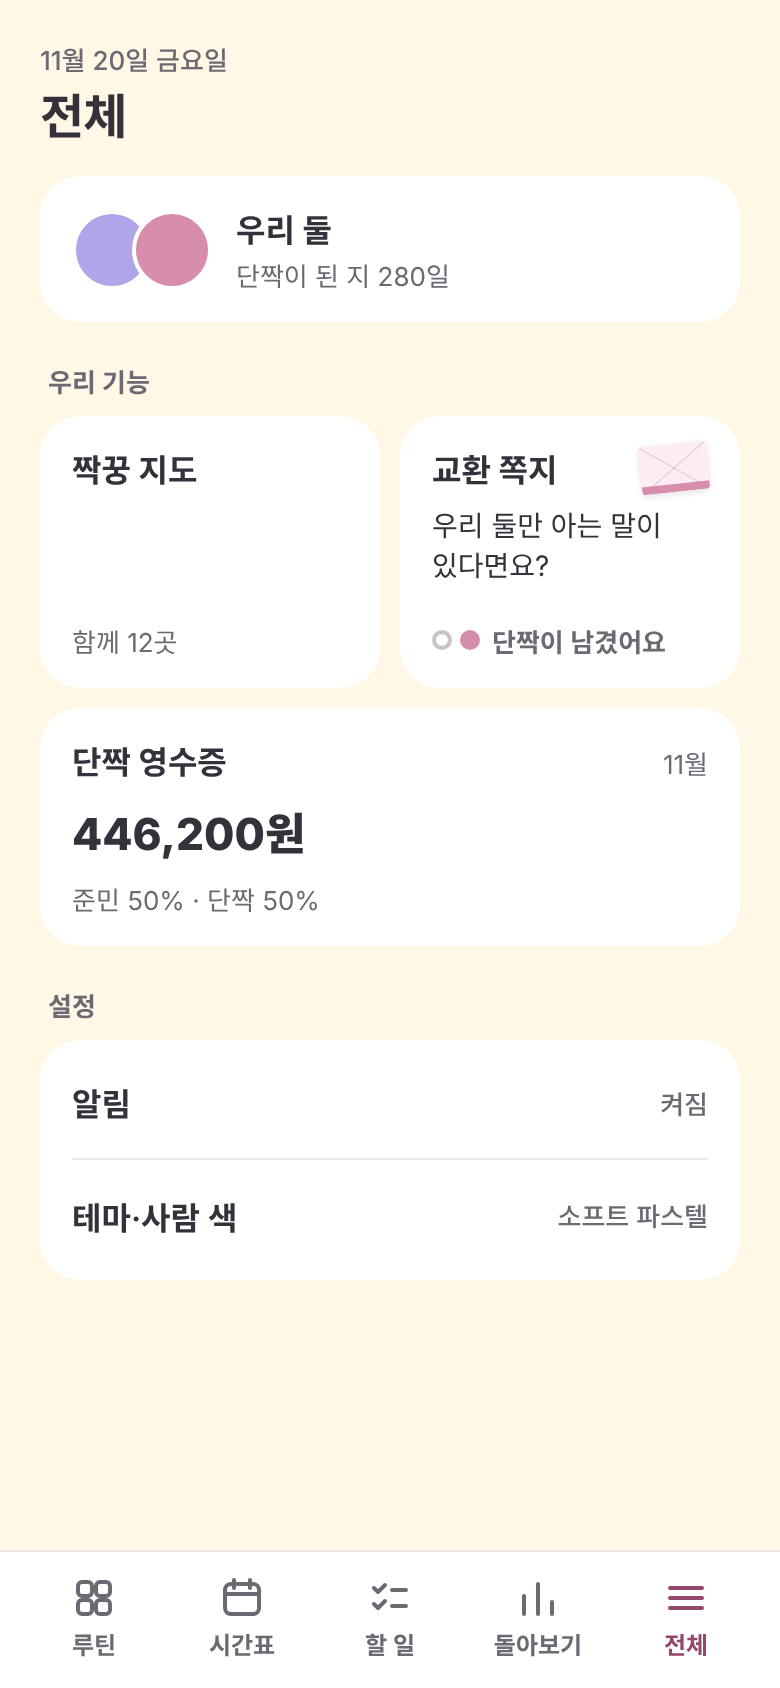 11월 20일 금요일
전체
우리 둘
단짝이 된 지 280일
우리 기능
짝꿍 지도
함께 12곳
교환 쪽지
우리 둘만 아는 말이
있다면요?
단짝이 남겼어요
단짝 영수증
11월
446,200원
준민 50% · 단짝 50%
설정
알림
켜짐
테마·사람 색
소프트 파스텔
루틴
시간표
할 일
돌아보기
전체